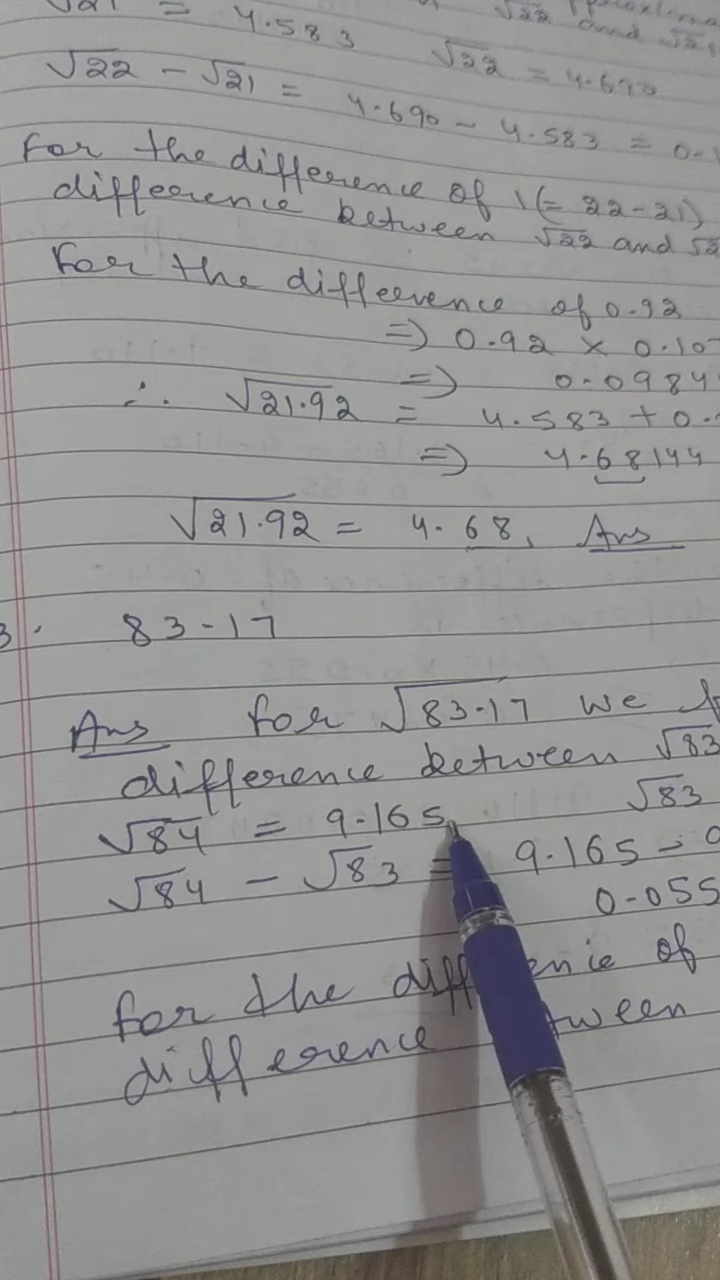 √21 = 4.583 √22 = 4.690
√22 - √21 = 4.690 - 4.583 = 0.1
For the difference of 1(= 22-21)
difference between √22 and √2
For the difference of 0.92
=> 0.92 × 0.10
=> 0.0984
∴ √21.92 = 4.583 + 0.
=> 4.68144
√21.92 = 4.68, Ans
3. 83.17
Ans for √83.17 we
difference between √83
√84 = 9.165 √83
√84 - √83 = 9.165 -
0.055
for the difference of
difference between